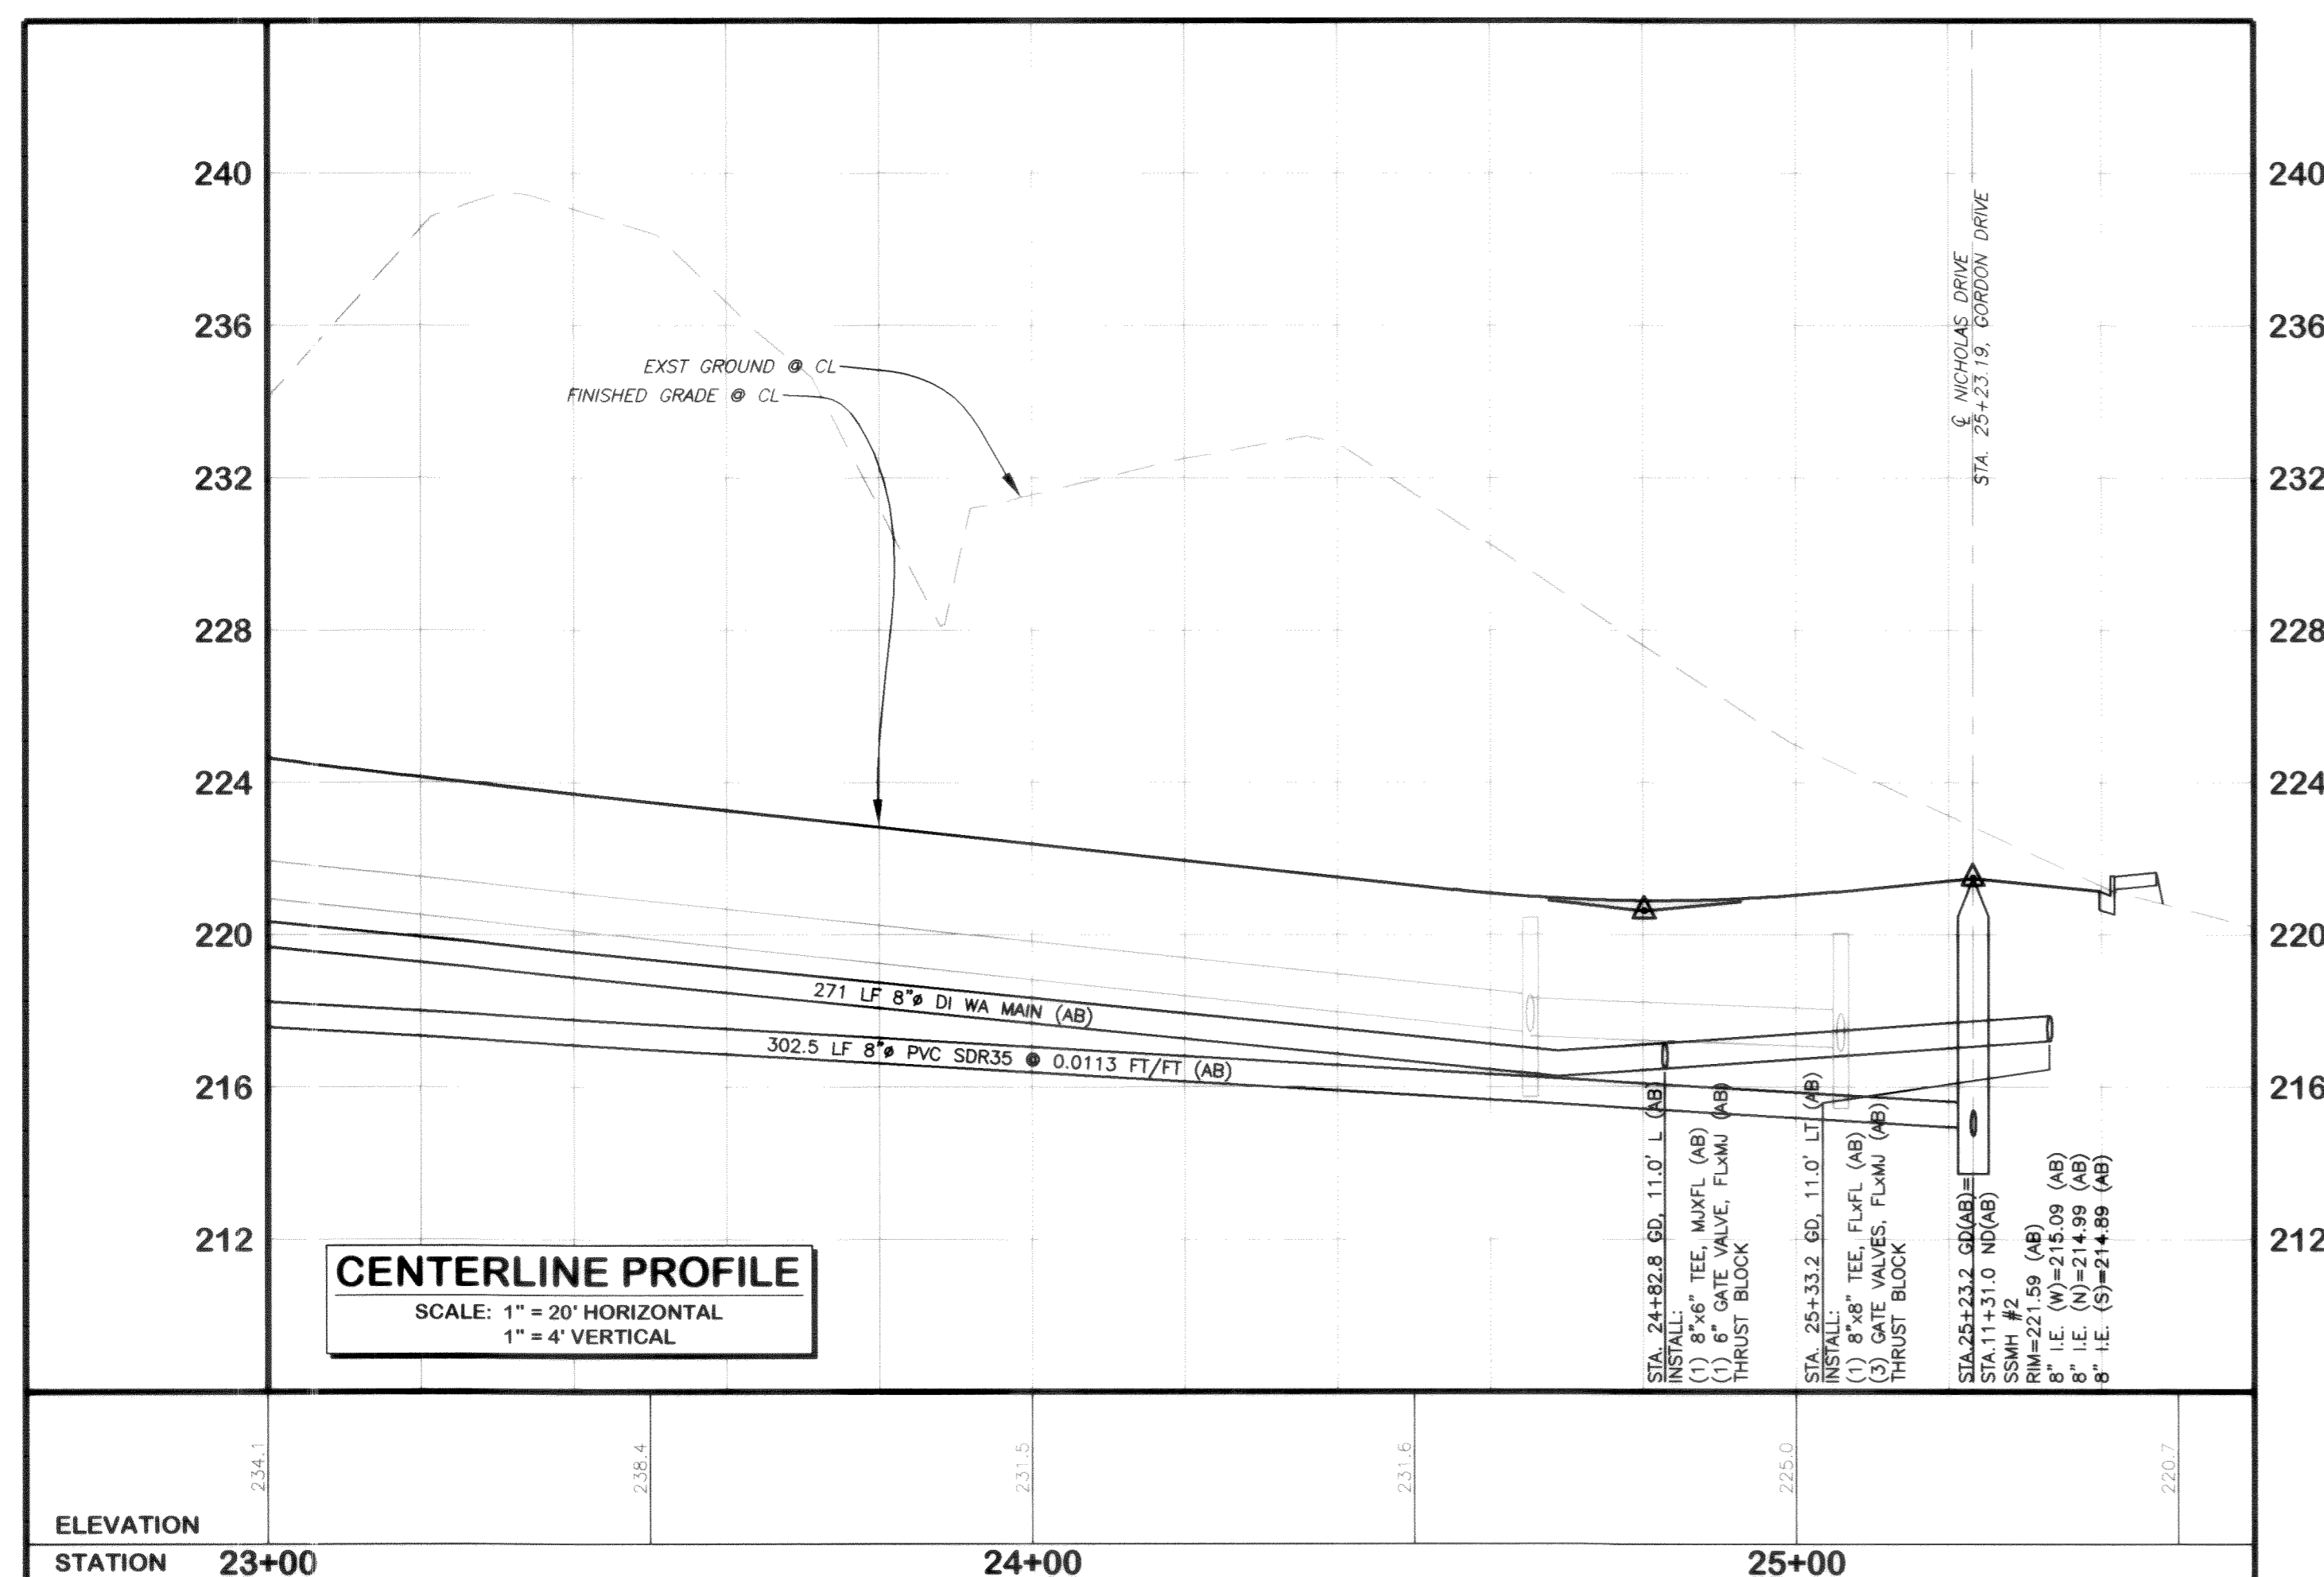 240
236
232
228
224
220
216
212
240
236
232
228
224
220
216
212
EXST GROUND @ CL
FINISHED GRADE @ CL
℄ NICHOLAS DRIVE
STA. 25+23.19, GORDON DRIVE
271 LF 8"ø DI WA MAIN (AB)
302.5 LF 8"ø PVC SDR35 @ 0.0113 FT/FT (AB)
STA. 24+82.8 GD, 11.0' L (AB)
INSTALL:
(1) 8"x6" TEE, MJXFL (AB)
(1) 6" GATE VALVE, FLxMJ (AB)
THRUST BLOCK
STA. 25+33.2 GD, 11.0' LT (AB)
INSTALL:
(1) 8"x8" TEE, FLxFL (AB)
(3) GATE VALVES, FLxMJ (AB)
THRUST BLOCK
STA.25+23.2 GD(AB)=
STA.11+31.0 ND(AB)
SSMH #2
RIM=221.59 (AB)
8" I.E. (W)=215.09 (AB)
8" I.E. (N)=214.99 (AB)
8" I.E. (S)=214.89 (AB)
CENTERLINE PROFILE
SCALE: 1" = 20' HORIZONTAL
1" = 4' VERTICAL
234.1
238.4
231.5
231.6
225.0
220.7
ELEVATION
STATION 23+00 24+00 25+00